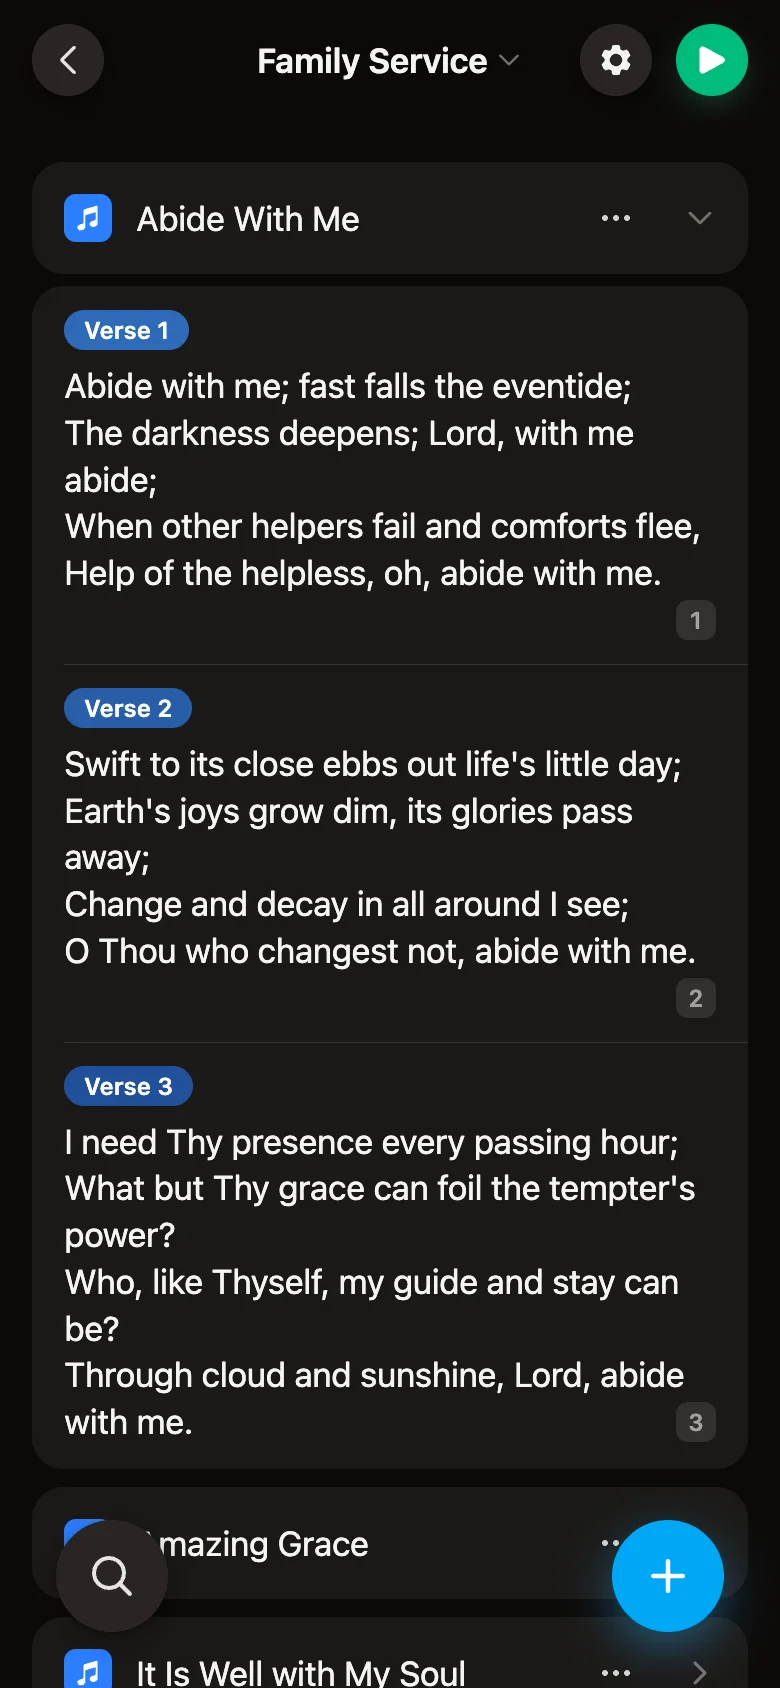 Family Service
Abide With Me
Verse 1
Abide with me; fast falls the eventide;
The darkness deepens; Lord, with me
abide;
When other helpers fail and comforts flee,
Help of the helpless, oh, abide with me.
1
Verse 2
Swift to its close ebbs out life's little day;
Earth's joys grow dim, its glories pass
away;
Change and decay in all around I see;
O Thou who changest not, abide with me.
2
Verse 3
I need Thy presence every passing hour;
What but Thy grace can foil the tempter's
power?
Who, like Thyself, my guide and stay can
be?
Through cloud and sunshine, Lord, abide
with me.
3
mazing Grace
It Is Well with My Soul